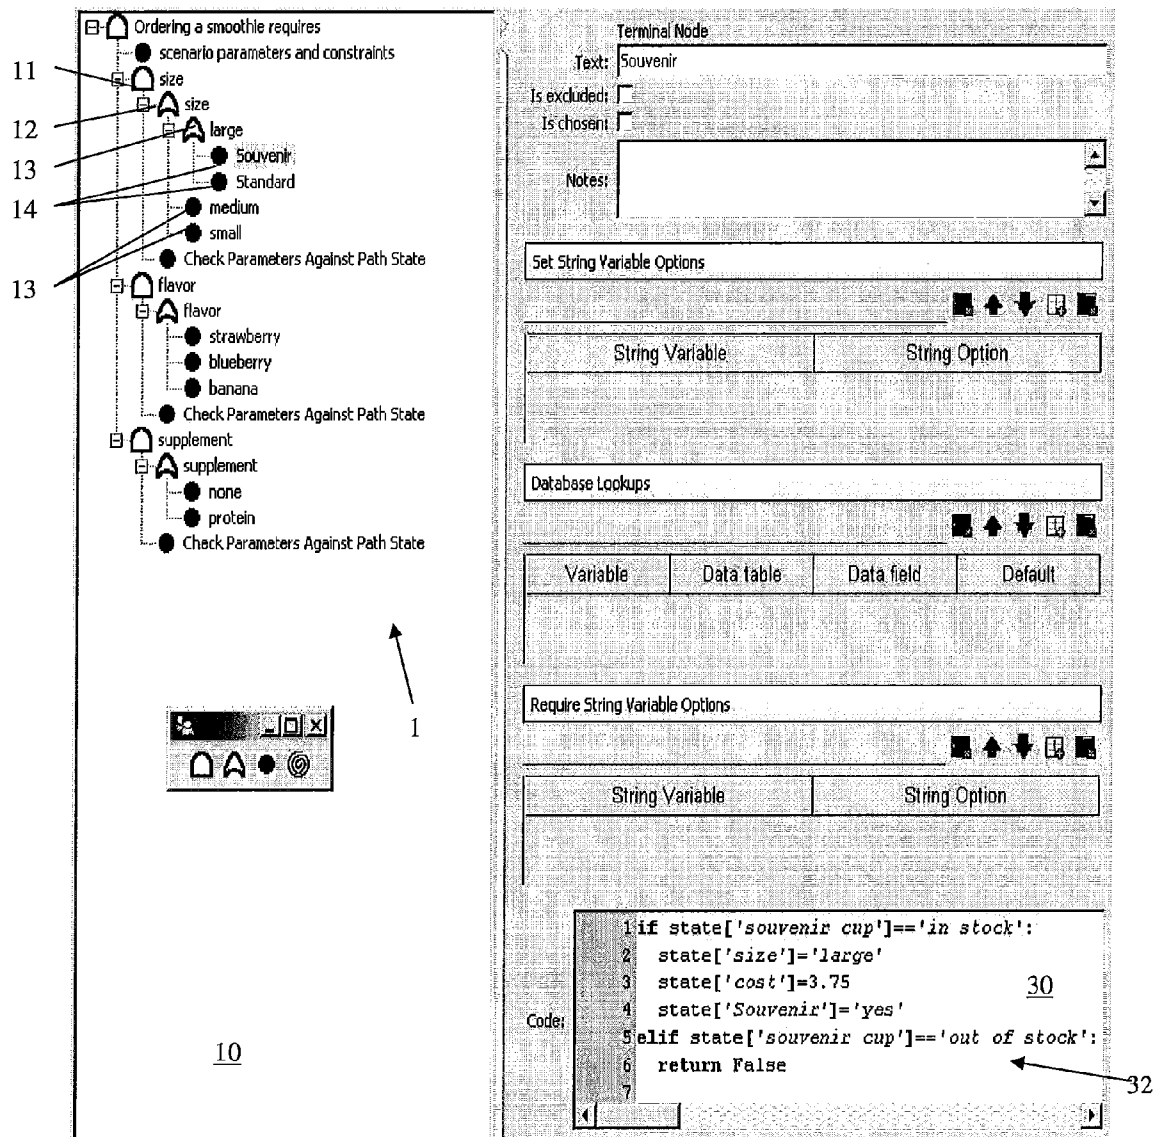 Ordering a smoothie requires
scenario paramaters and constraints
11
size
size
12
large
13
Souvenir
14
Standard
medium
small
Check Parameters Against Path State
13
flavor
flavor
strawberry
blueberry
banana
Check Parameters Against Path State
supplement
supplement
none
protein
Check Parameters Against Path State
1
10
Terminal Node
Text: Souvenir
Is excluded:
Is chosen:
Notes:
Set String Variable Options
String Variable String Option
Database Lookups
Variable Data table Data field Default
Require String Variable Options
String Variable String Option
Code:
1 if state['souvenir cup']=='in stock':
2 state['size']='large'
3 state['cost']=3.75
4 state['Souvenir']='yes'
5 elif state['souvenir cup']=='out of stock':
6 return False
7
30
32